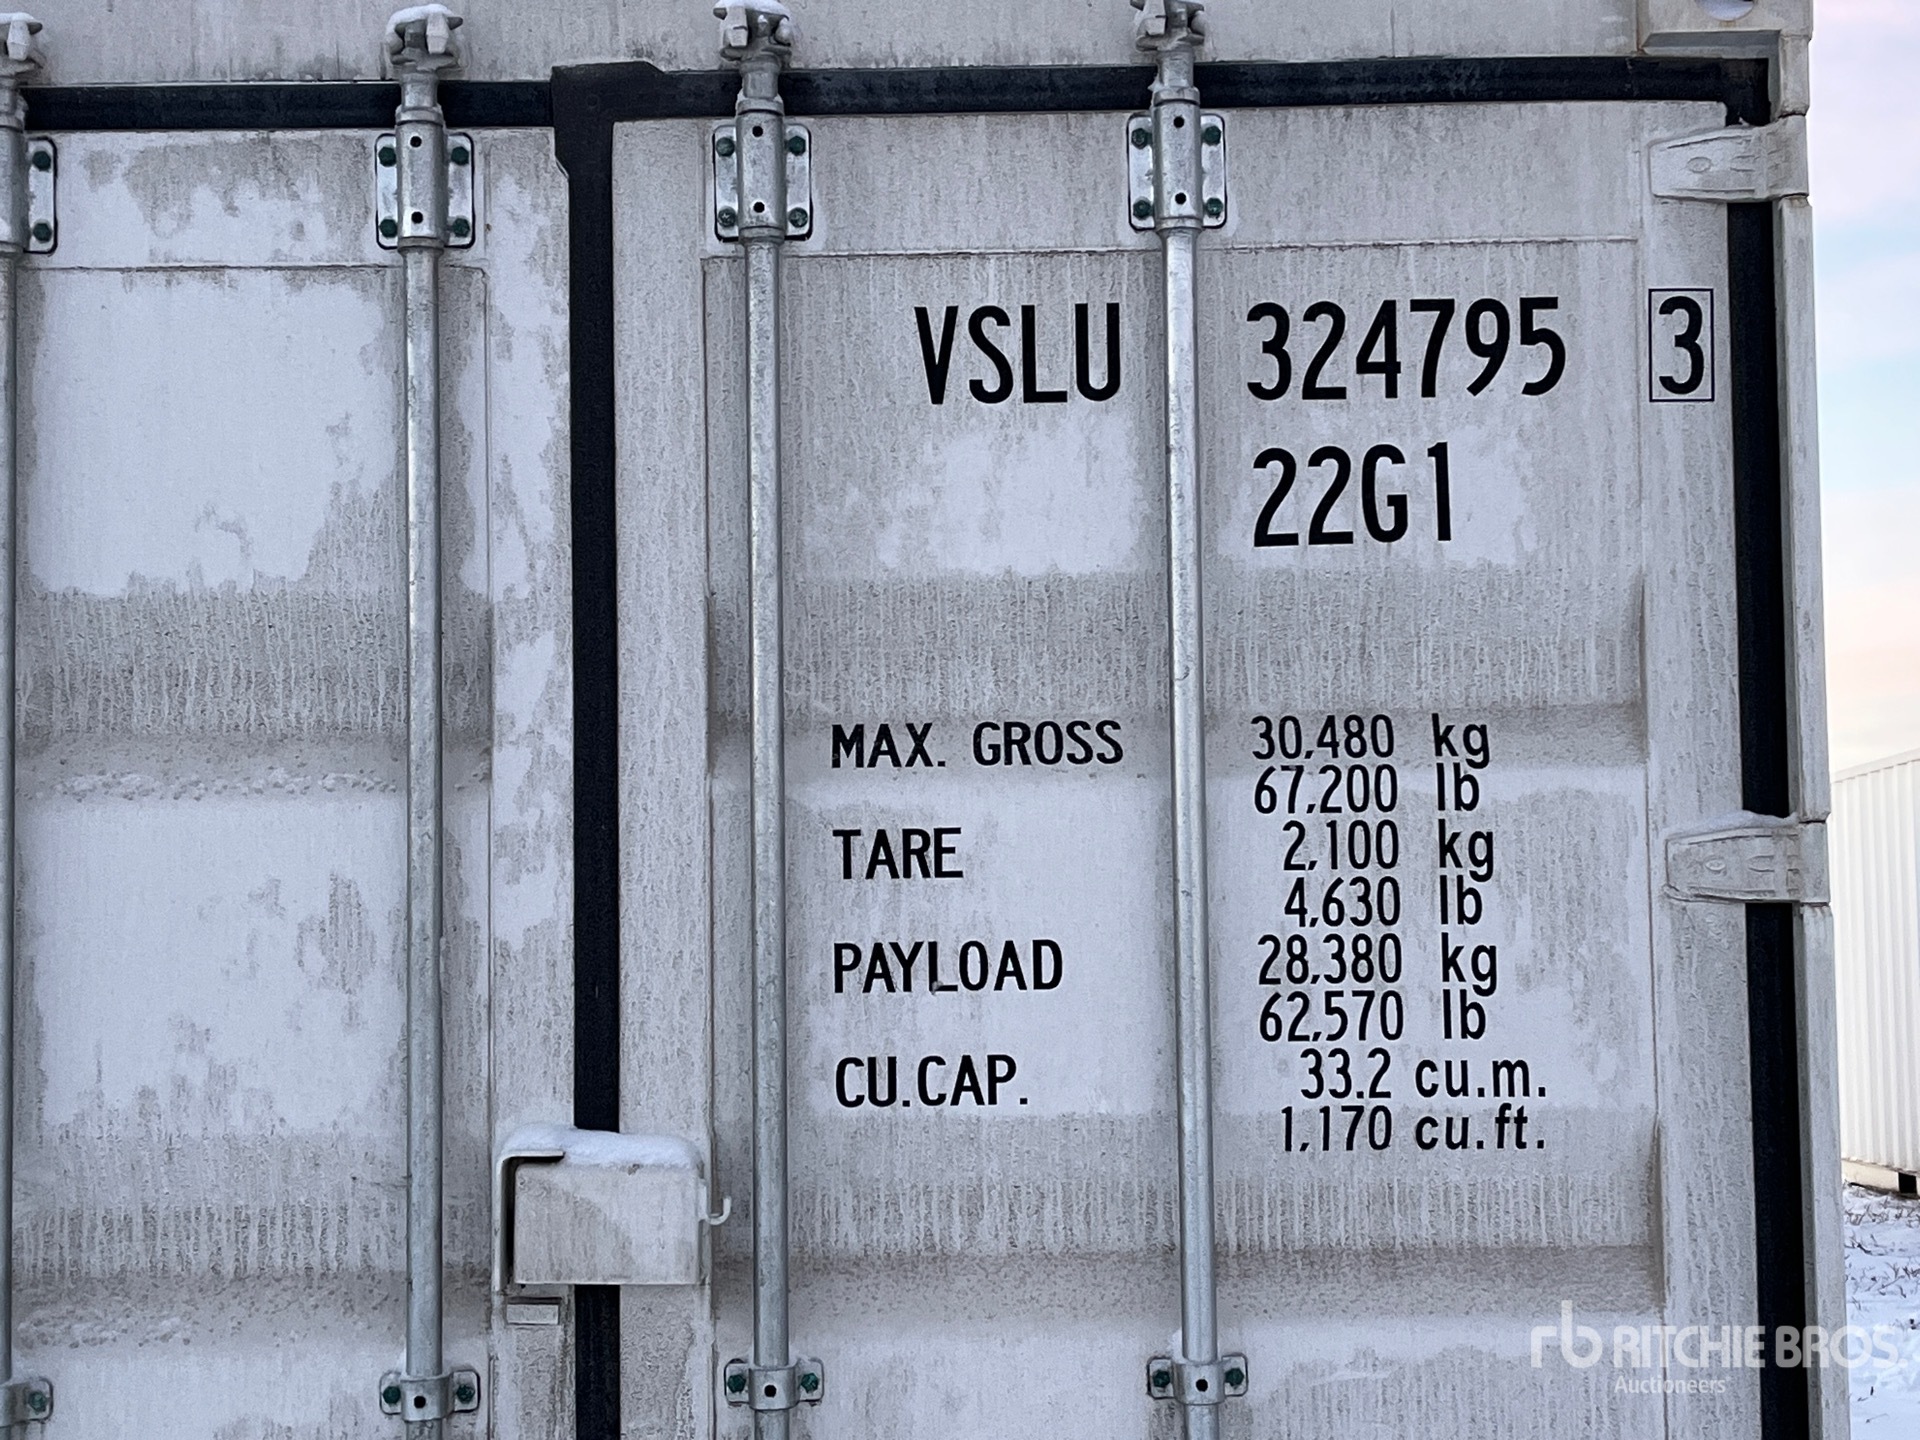 VSLU 324795 3
22G1
MAX. GROSS 30,480 kg
67,200 lb
TARE 2,100 kg
4,630 lb
PAYLOAD 28,380 kg
62,570 lb
CU.CAP. 33.2 cu.m.
1,170 cu.ft.
rb RITCHIE BROS
Auctioneers